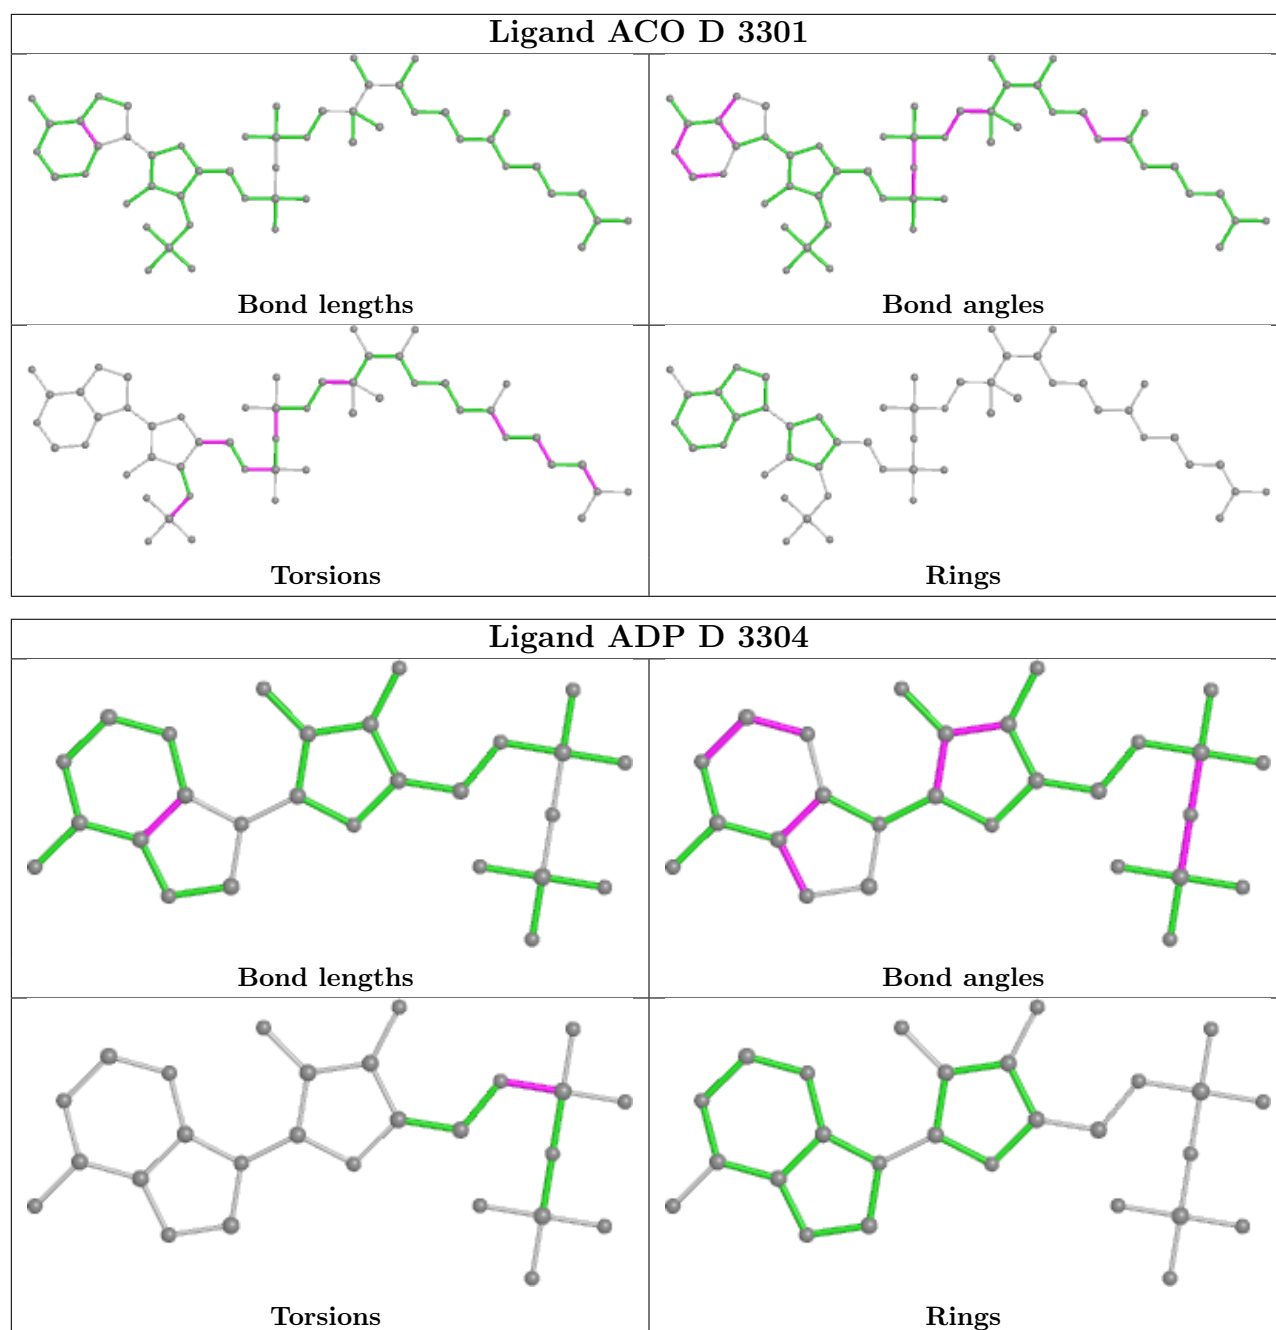 Ligand ACO D 3301
Bond lengths
Bond angles
Torsions
Rings
Ligand ADP D 3304
Bond lengths
Bond angles
Torsions
Rings